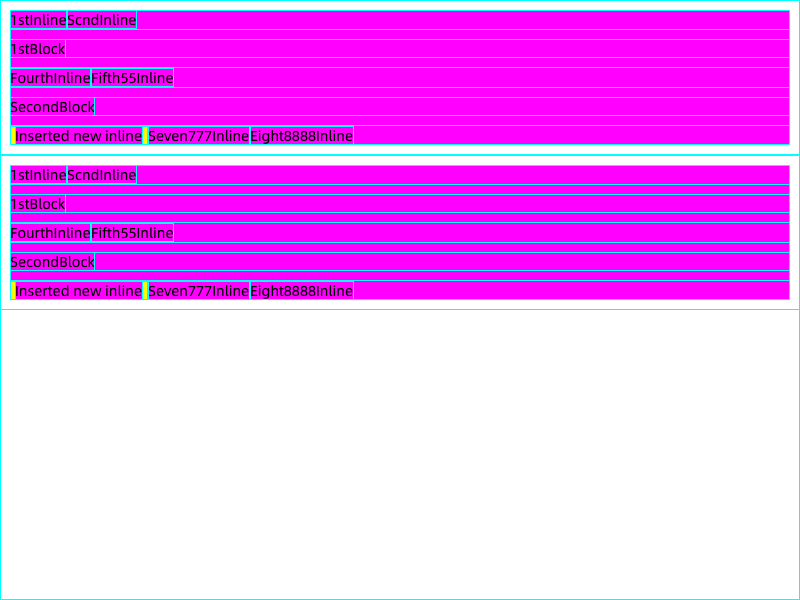 1stInlineScndInline
1stBlock
FourthInlineFifth55Inline
SecondBlock
Inserted new inline Seven777InlineEight8888Inline
1stInlineScndInline
1stBlock
FourthInlineFifth55Inline
SecondBlock
Inserted new inline Seven777InlineEight8888Inline